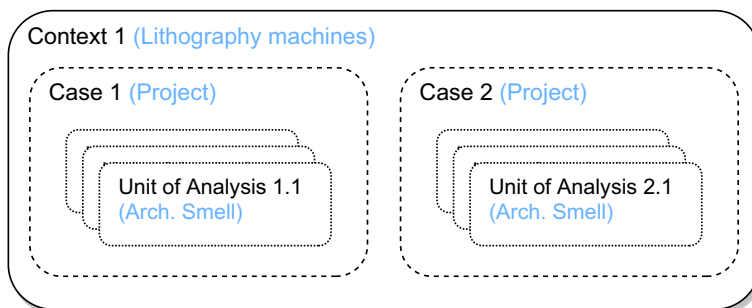 Context 1 (Lithography machines)
Case 1 (Project)
Unit of Analysis 1.1
(Arch. Smell)
Case 2 (Project)
Unit of Analysis 2.1
(Arch. Smell)